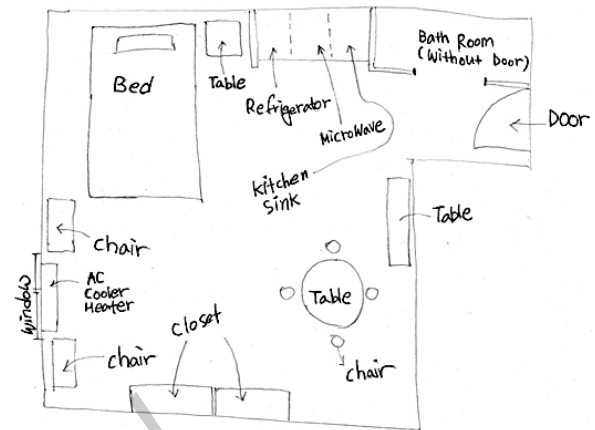 Bath Room
(Without Door)
Bed
Table
Refrigerator
MicroWave
DOOR
kitchen
sink
Table
chair
AC
Cooler
Heater
window
Table
closet
chair
chair